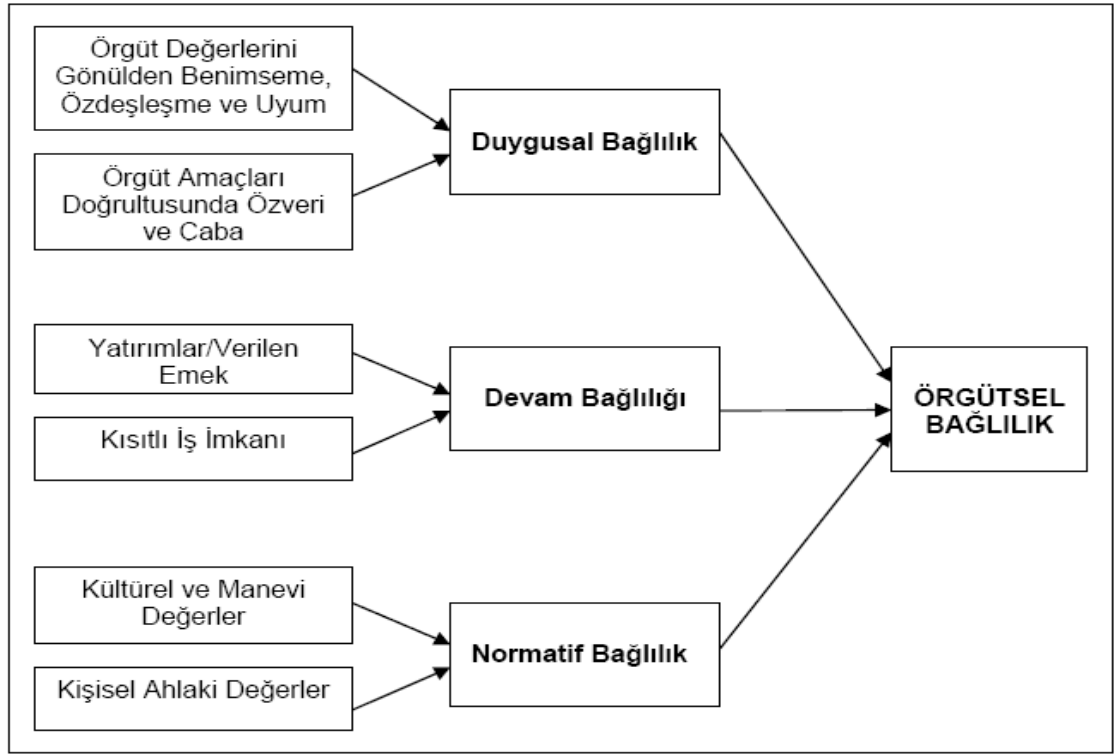 Örgüt Değerlerini
Gönülden Benimseme,
Özdeşleşme ve Uyum
Örgüt Amaçları
Doğrultusunda Özveri
ve Caba
Duygusal Bağlılık
Yatırımlar/Verilen
Emek
Kısıtlı İş İmkanı
Devam Bağlılığı
Kültürel ve Manevi
Değerler
Kişisel Ahlaki Değerler
Normatif Bağlılık
ÖRGÜTSEL
BAĞLILIK